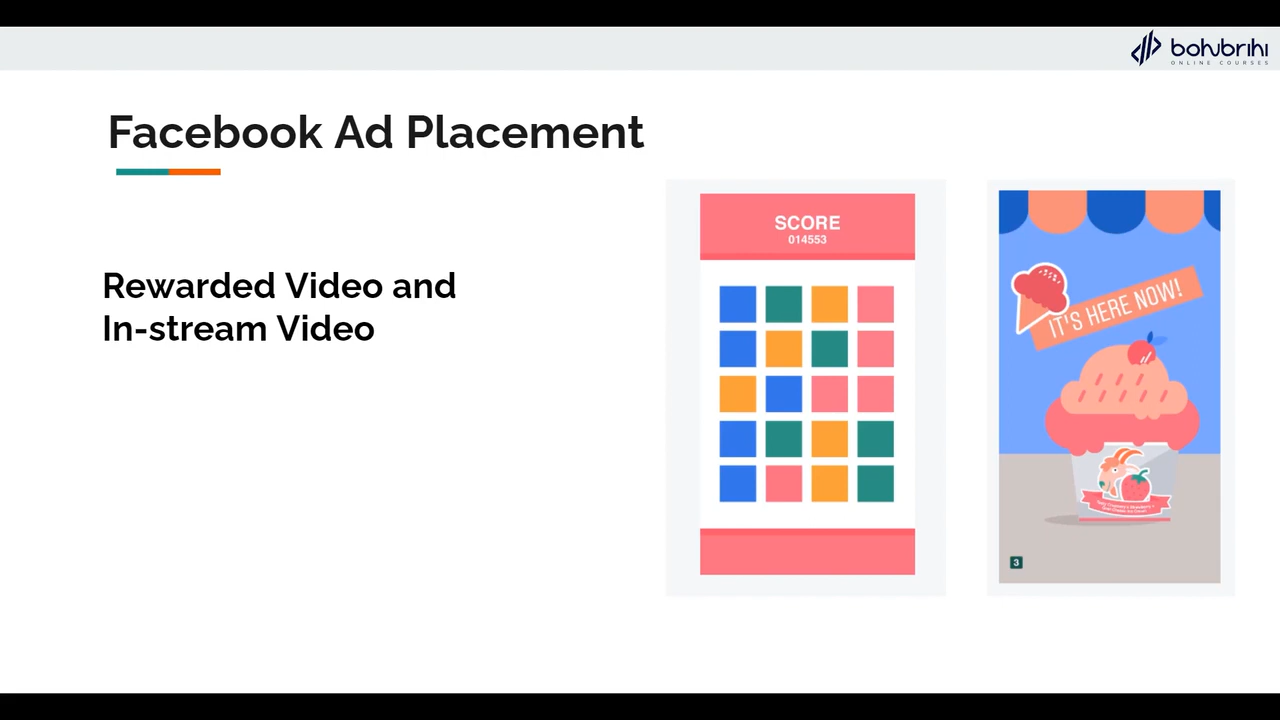 bohubrihi
ONLINE COURSES
Facebook Ad Placement
Rewarded Video and
In-stream Video
SCORE
014553
IT'S HERE NOW!
3